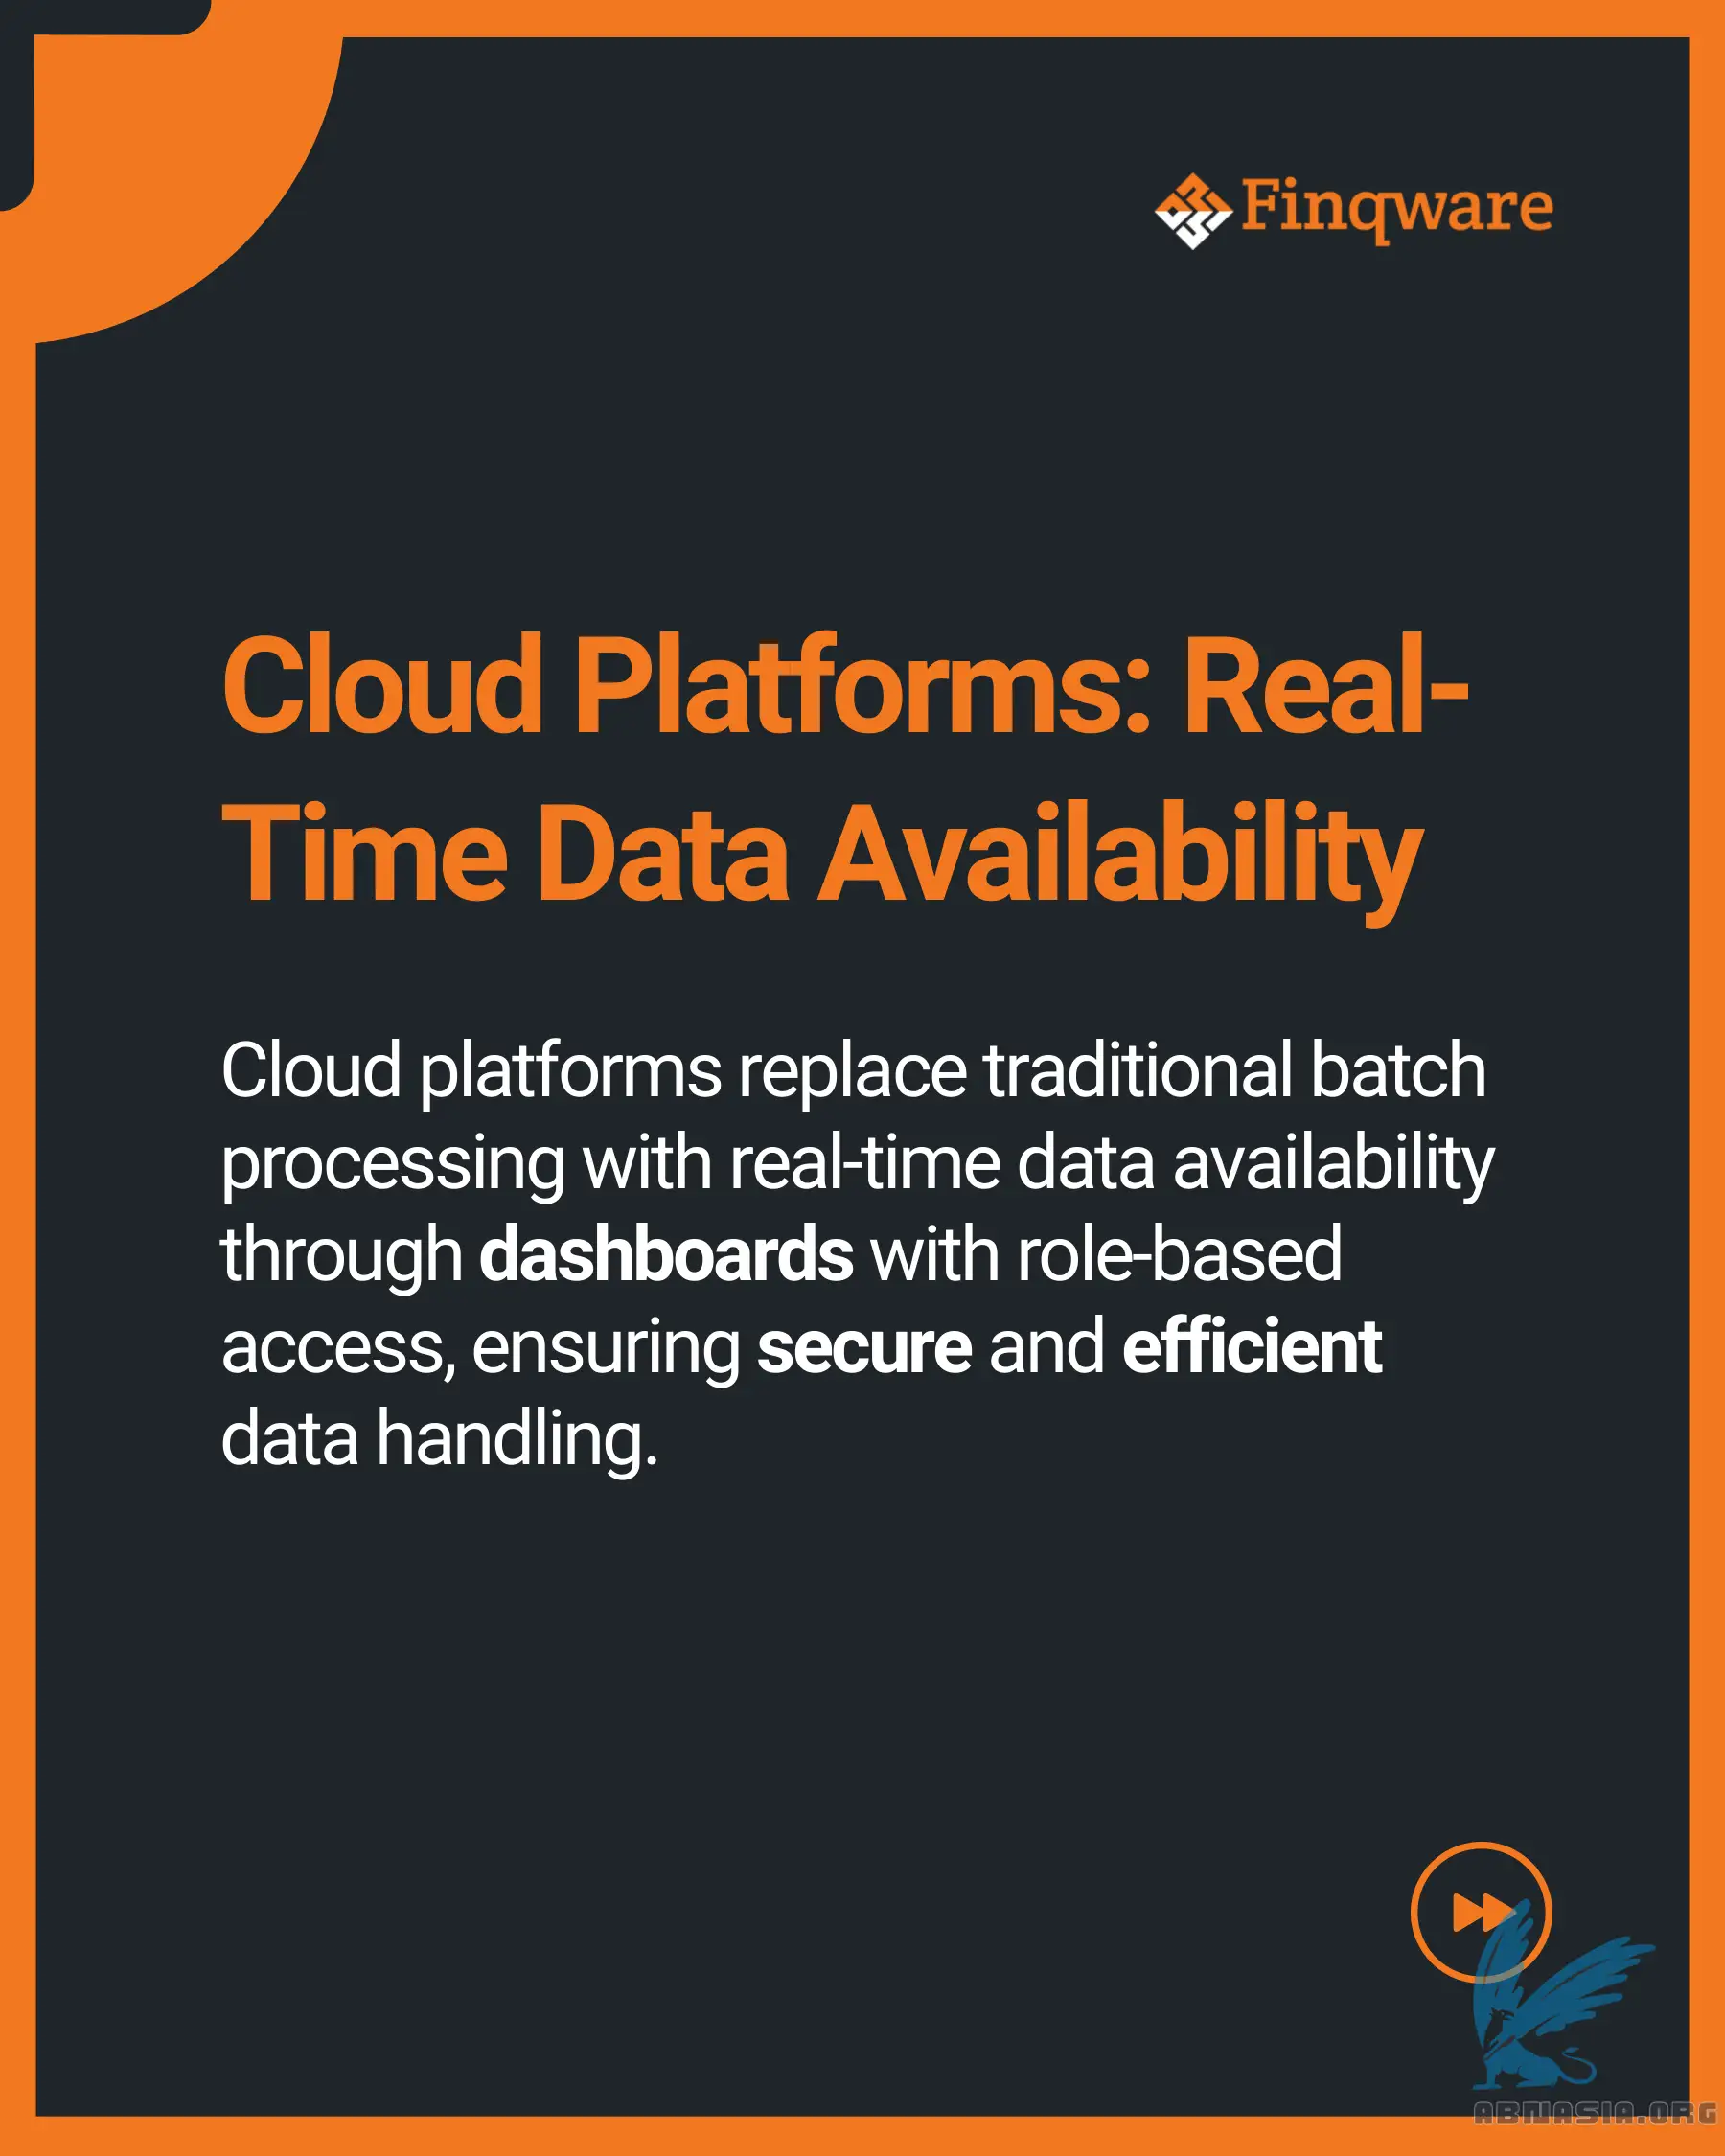 Finqware
Cloud Platforms: Real-
Time Data Availability
Cloud platforms replace traditional batch
processing with real-time data availability
through dashboards with role-based
access, ensuring secure and efficient
data handling.
ABNASIA.ORG